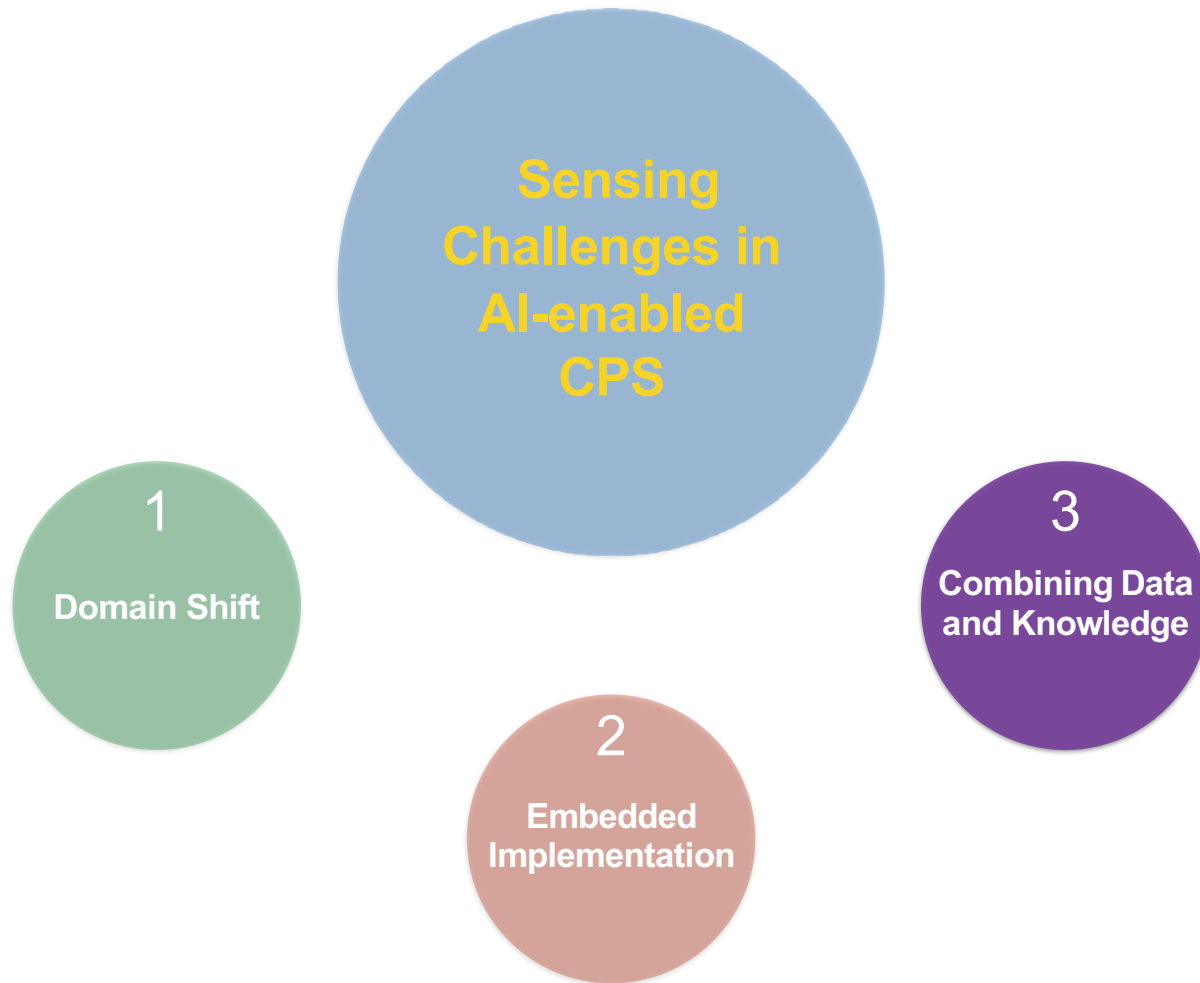 Sensing
Challenges in
AI-enabled
CPS
1
Domain Shift
2
Embedded
Implementation
3
Combining Data
and Knowledge